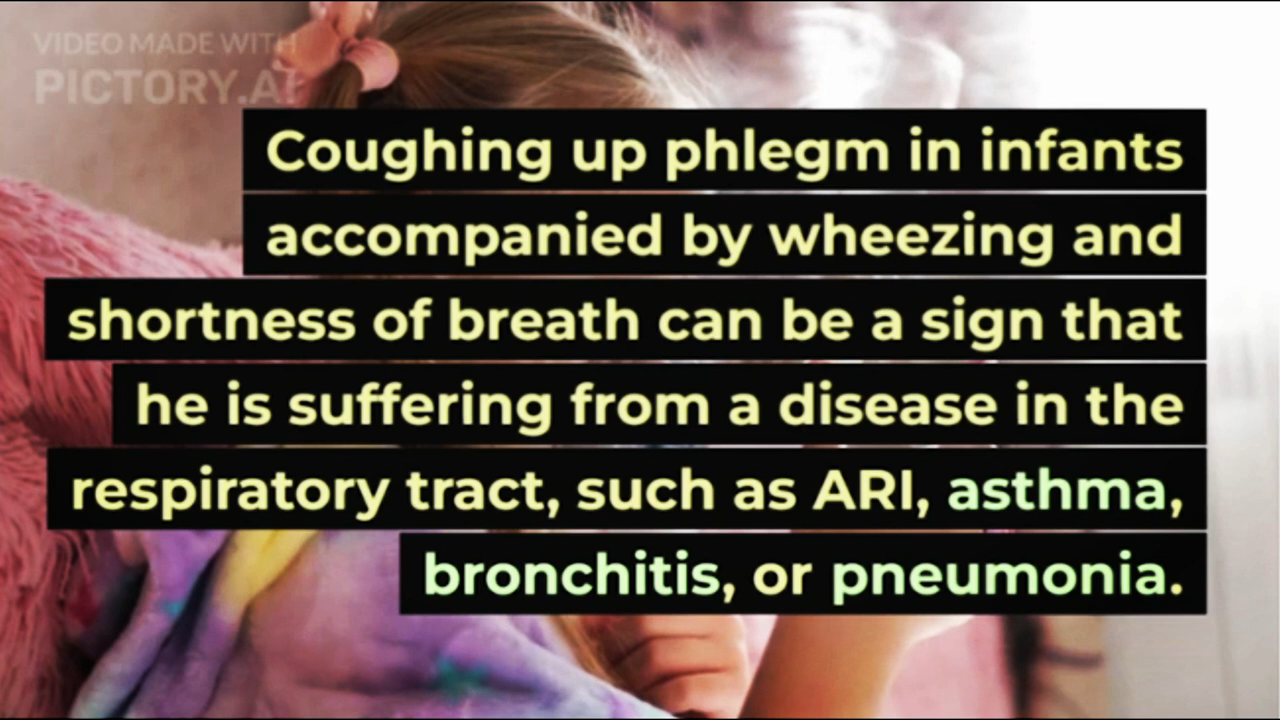 VIDEO MADE WITH
PICTORY.AI
Coughing up phlegm in infants
accompanied by wheezing and
shortness of breath can be a sign that
he is suffering from a disease in the
respiratory tract, such as ARI, asthma,
bronchitis, or pneumonia.